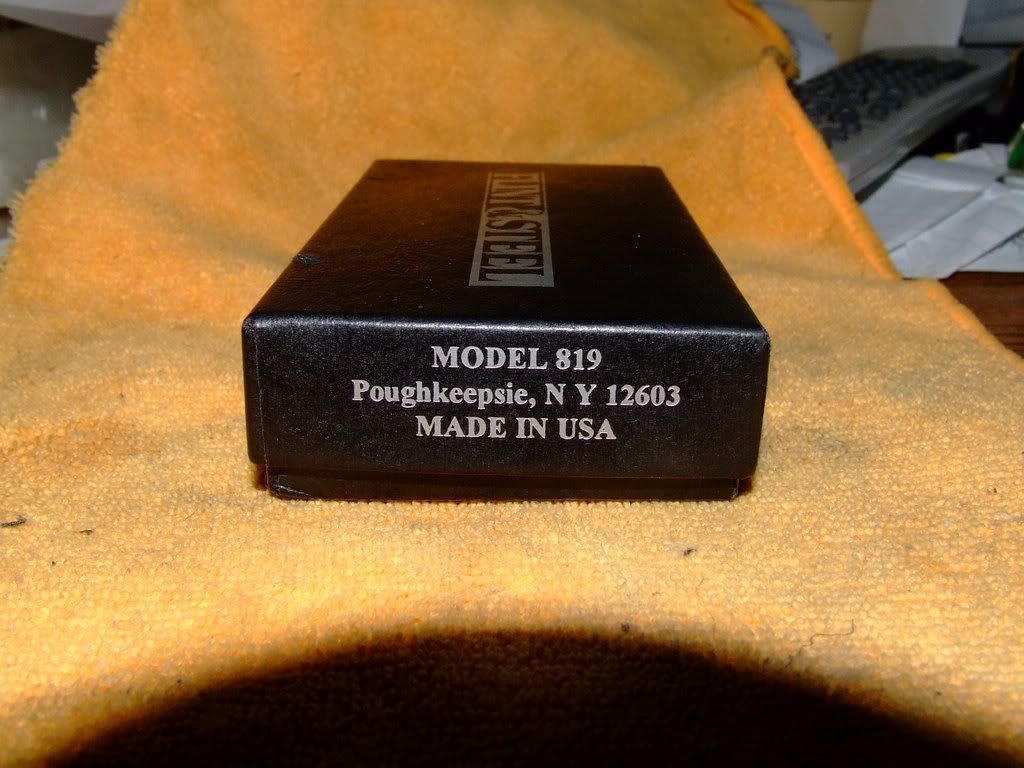 FLINT&STEEL
MODEL 819
Poughkeepsie, N Y 12603
MADE IN USA